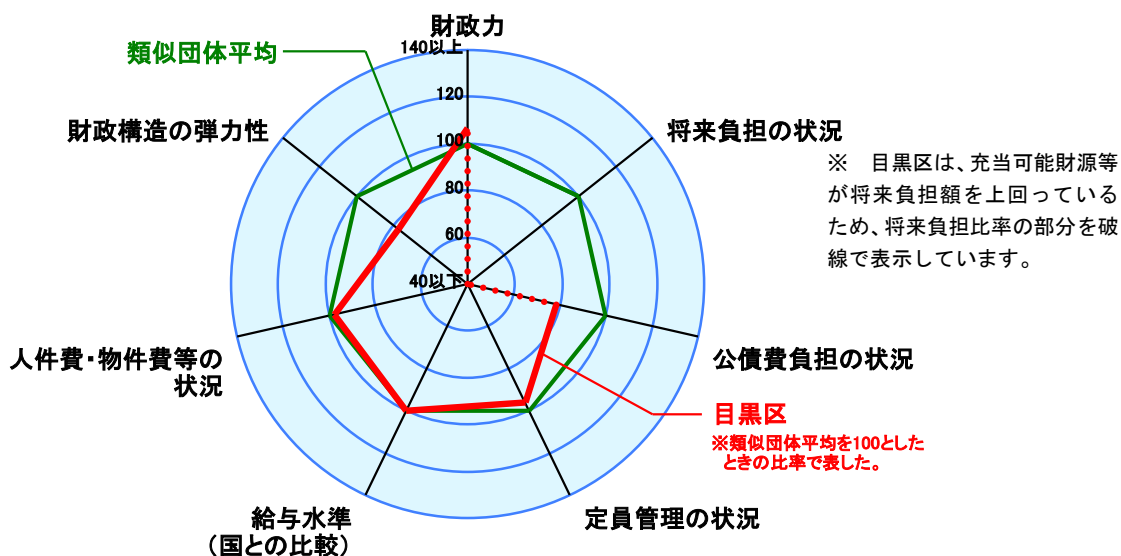 財政力
140以上
類似団体平均
120
財政構造の弾力性
将来負担の状況
100
※　目黒区は、充当可能財源等
が将来負担額を上回っている
ため、将来負担比率の部分を破
線で表示しています。
80
60
40以下
人件費・物件費等の
状況
公債費負担の状況
目黒区
※類似団体平均を100とした
ときの比率で表した。
給与水準
（国との比較）
定員管理の状況